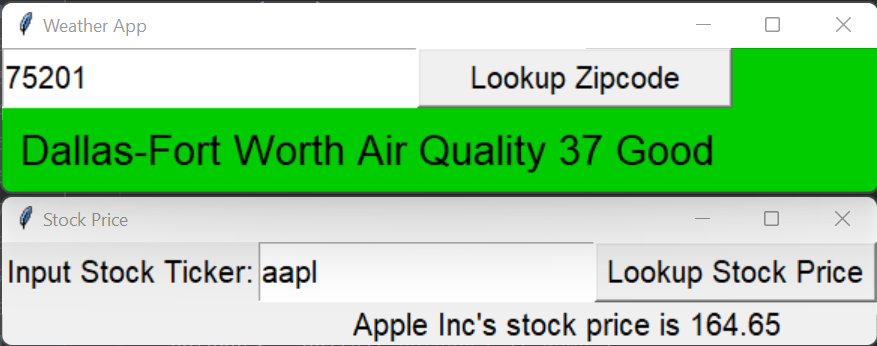 Weather App
75201 Lookup Zipcode
Dallas-Fort Worth Air Quality 37 Good
Stock Price
Input Stock Ticker: aapl Lookup Stock Price
Apple Inc's stock price is 164.65